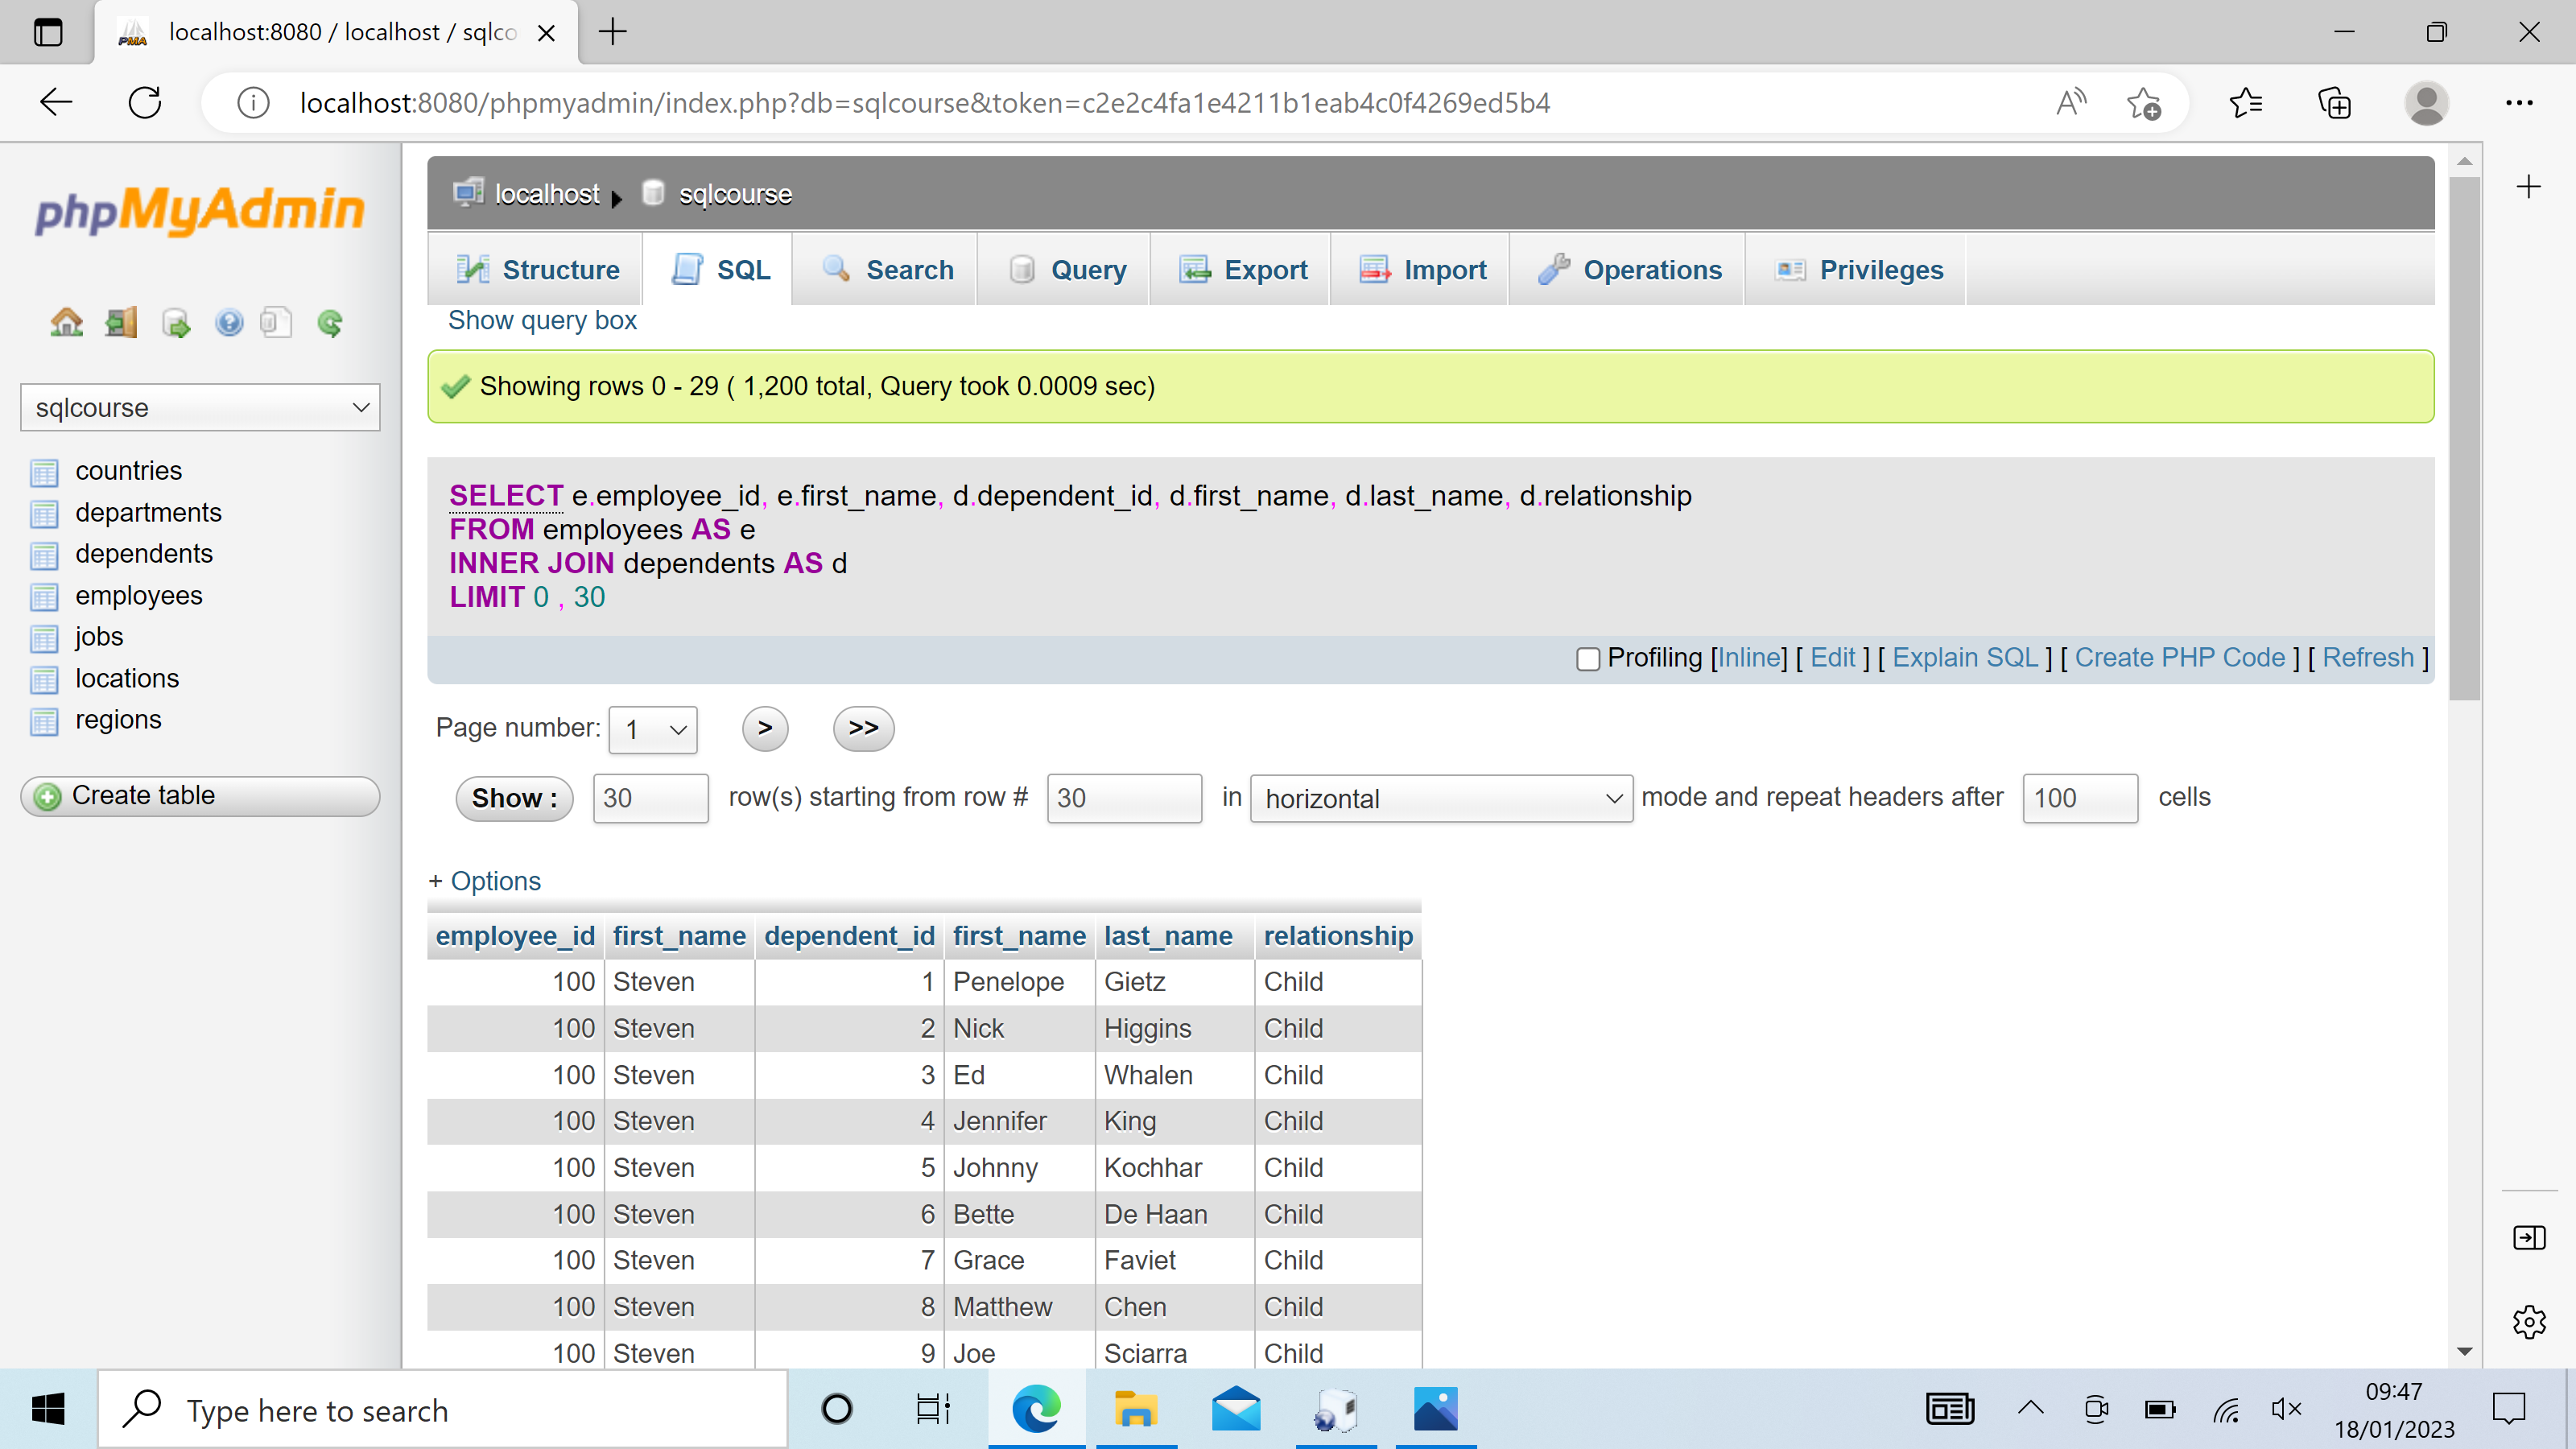 localhost:8080 / localhost / sqlco
localhost:8080/phpmyadmin/index.php?db=sqlcourse&token=c2e2c4fa1e4211b1eab4c0f4269ed5b4
phpMyAdmin
localhost sqlcourse
Structure SQL Search Query Export Import Operations Privileges
Show query box
Showing rows 0 - 29 ( 1,200 total, Query took 0.0009 sec)
sqlcourse
countries
departments
dependents
employees
jobs
locations
regions
Create table
SELECT e.employee_id, e.first_name, d.dependent_id, d.first_name, d.last_name, d.relationship
FROM employees AS e
INNER JOIN dependents AS d
LIMIT 0 , 30
Profiling [Inline] [ Edit ] [ Explain SQL ] [ Create PHP Code ] [ Refresh ]
Page number: 1 > >>
Show : 30 row(s) starting from row # 30 in horizontal mode and repeat headers after 100 cells
+ Options
employee_id first_name dependent_id first_name last_name relationship
100 Steven 1 Penelope Gietz Child
100 Steven 2 Nick Higgins Child
100 Steven 3 Ed Whalen Child
100 Steven 4 Jennifer King Child
100 Steven 5 Johnny Kochhar Child
100 Steven 6 Bette De Haan Child
100 Steven 7 Grace Faviet Child
100 Steven 8 Matthew Chen Child
100 Steven 9 Joe Sciarra Child
Type here to search
09:47
18/01/2023